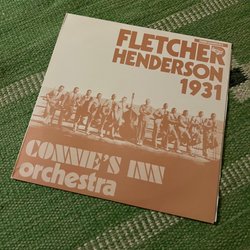 FLETCHER
HENDERSON
1931
CONNIE'S INN
orchestra